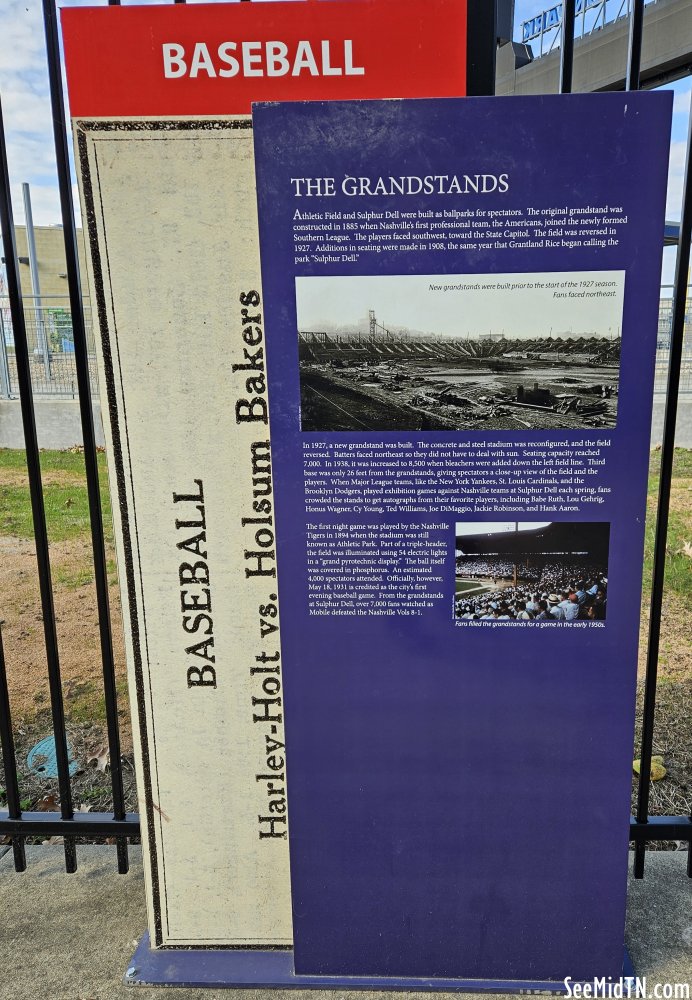 BASEBALL
THE GRANDSTANDS
Athletic Field and Sulphur Dell were built as ballparks for spectators. The original grandstand was
constructed in 1885 when Nashville's first professional team, the Americans, joined the newly formed
Southern League. The players faced southwest, toward the State Capitol. The field was reversed in
1927. Additions in seating were made in 1908, the same year that Grantland Rice began calling the
park "Sulphur Dell."
New grandstands were built prior to the start of the 1927 season.
Fans faced northeast.
In 1927, a new grandstand was built. The concrete and steel stadium was reconfigured, and the field
reversed. Batters faced northeast so they did not have to deal with sun. Seating capacity reached
7,000. In 1938, it was increased to 8,500 when bleachers were added down the left field line. Third
base was only 26 feet from the grandstands, giving spectators a close-up view of the field and the
players. When Major League teams, like the New York Yankees, St. Louis Cardinals, and the
Brooklyn Dodgers, played exhibition games against Nashville teams at Sulphur Dell each spring, fans
crowded the stands to get autographs from their favorite players, including Babe Ruth, Lou Gehrig,
Honus Wagner, Cy Young, Ted Williams, Joe DiMaggio, Jackie Robinson, and Hank Aaron.
The first night game was played by the Nashville
Tigers in 1894 when the stadium was still
known as Athletic Park. Part of a triple-header,
the field was illuminated using 54 electric lights
in a "grand pyrotechnic display." The ball itself
was covered in phosphorus. An estimated
4,000 spectators attended. Officially, however,
May 18, 1931 is credited as the city's first
evening baseball game. From the grandstands
at Sulphur Dell, over 7,000 fans watched as
Mobile defeated the Nashville Vols 8-1.
Fans filled the grandstands for a game in the early 1950s.
BASEBALL
Harley-Holt vs. Holsum Bakers
SeeMidTN.com